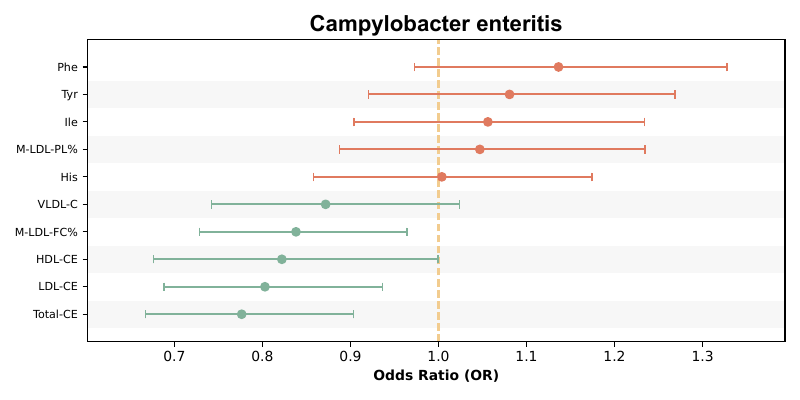 Campylobacter enteritis
Phe
Tyr
Ile
M-LDL-PL%
His
VLDL-C
M-LDL-FC%
HDL-CE
LDL-CE
Total-CE
0.7 0.8 0.9 1.0 1.1 1.2 1.3
Odds Ratio (OR)